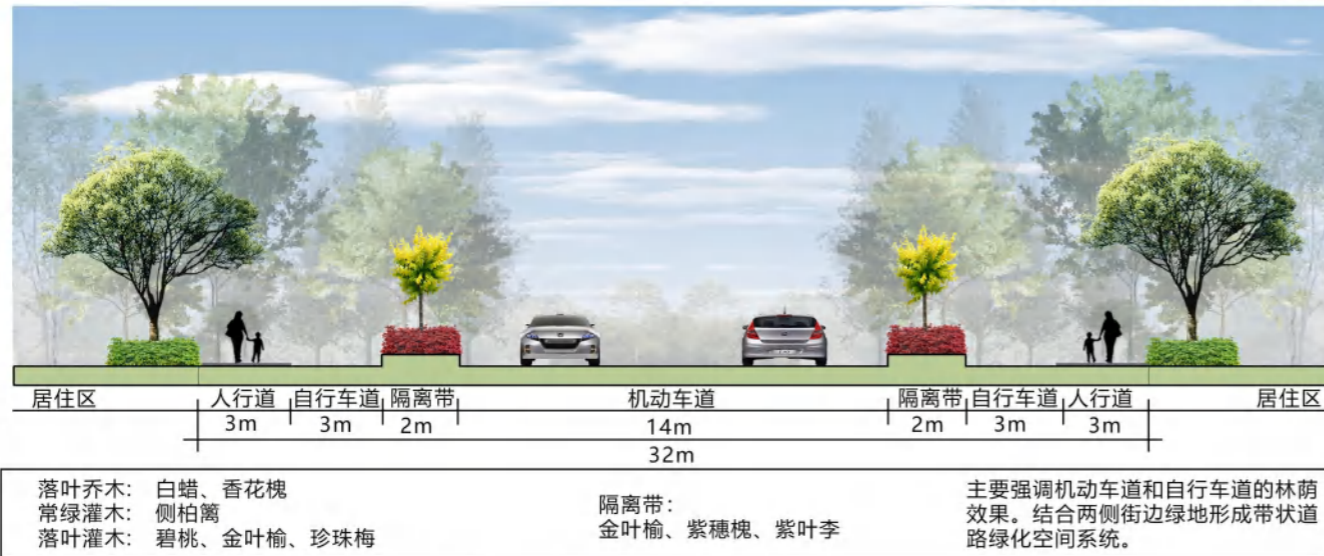 居住区 人行道 自行车道 隔离带 机动车道 隔离带 自行车道 人行道 居住区
3m 3m 2m 14m 2m 3m 3m
32m
落叶乔木: 白蜡、香花槐
常绿灌木: 侧柏篱
落叶灌木: 碧桃、金叶榆、珍珠梅
隔离带:
金叶榆、紫穗槐、紫叶李
主要强调机动车道和自行车道的林荫
效果。结合两侧街边绿地形成带状道
路绿化空间系统。